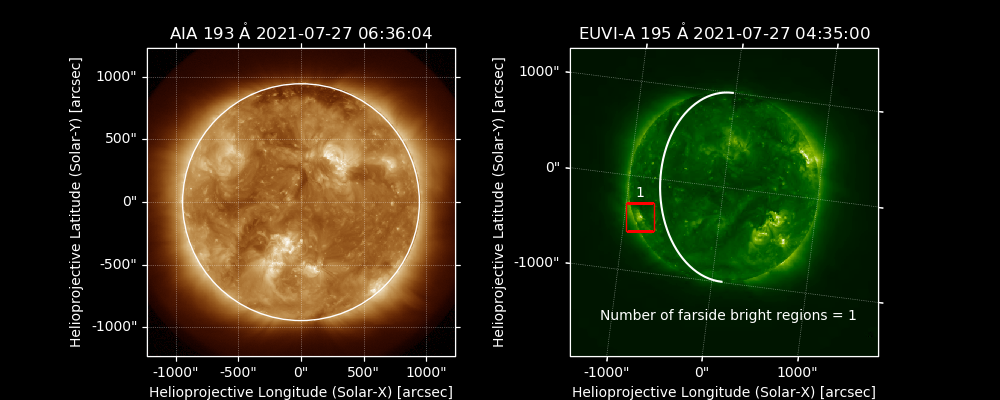 AIA 193 Å 2021-07-27 06:36:04
Helioprojective Latitude (Solar-Y) [arcsec]
1000"
500"
0"
-500"
-1000"
-1000"
-500"
0"
500"
1000"
Helioprojective Longitude (Solar-X) [arcsec]
EUVI-A 195 Å 2021-07-27 04:35:00
Helioprojective Latitude (Solar-Y) [arcsec]
1000"
0"
-1000"
1
Number of farside bright regions = 1
-1000"
0"
1000"
Helioprojective Longitude (Solar-X) [arcsec]